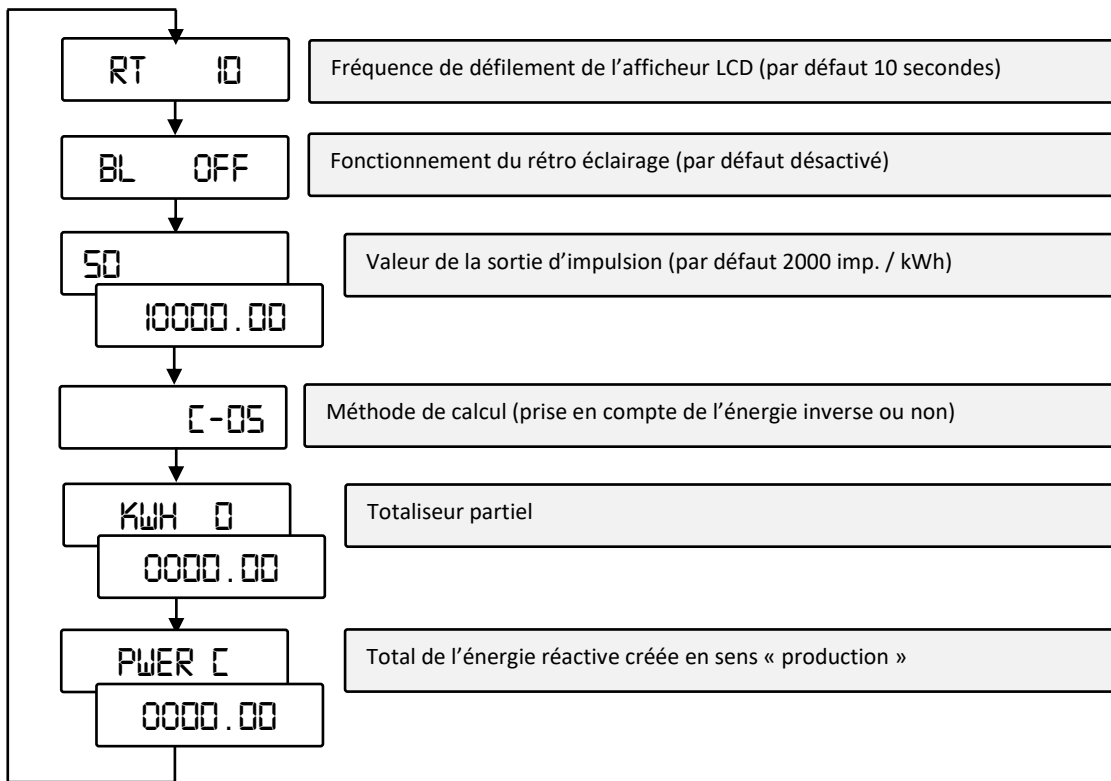 RT 10
Fréquence de défilement de l’afficheur LCD (par défaut 10 secondes)
BL OFF
Fonctionnement du rétro éclairage (par défaut désactivé)
S0
Valeur de la sortie d’impulsion (par défaut 2000 imp. / kWh)
10000.00
C-05
Méthode de calcul (prise en compte de l’énergie inverse ou non)
KWH 0
Totaliseur partiel
0000.00
PWER C
Total de l’énergie réactive créée en sens « production »
0000.00